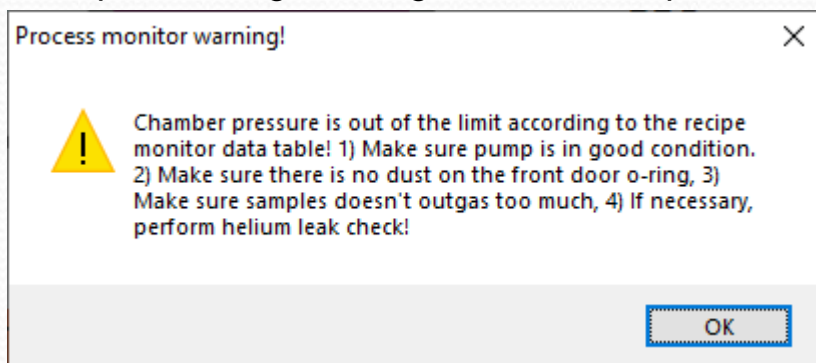 Process monitor warning!
Chamber pressure is out of the limit according to the recipe
monitor data table! 1) Make sure pump is in good condition.
2) Make sure there is no dust on the front door o-ring, 3)
Make sure samples doesn't outgas too much, 4) If necessary,
perform helium leak check!
OK